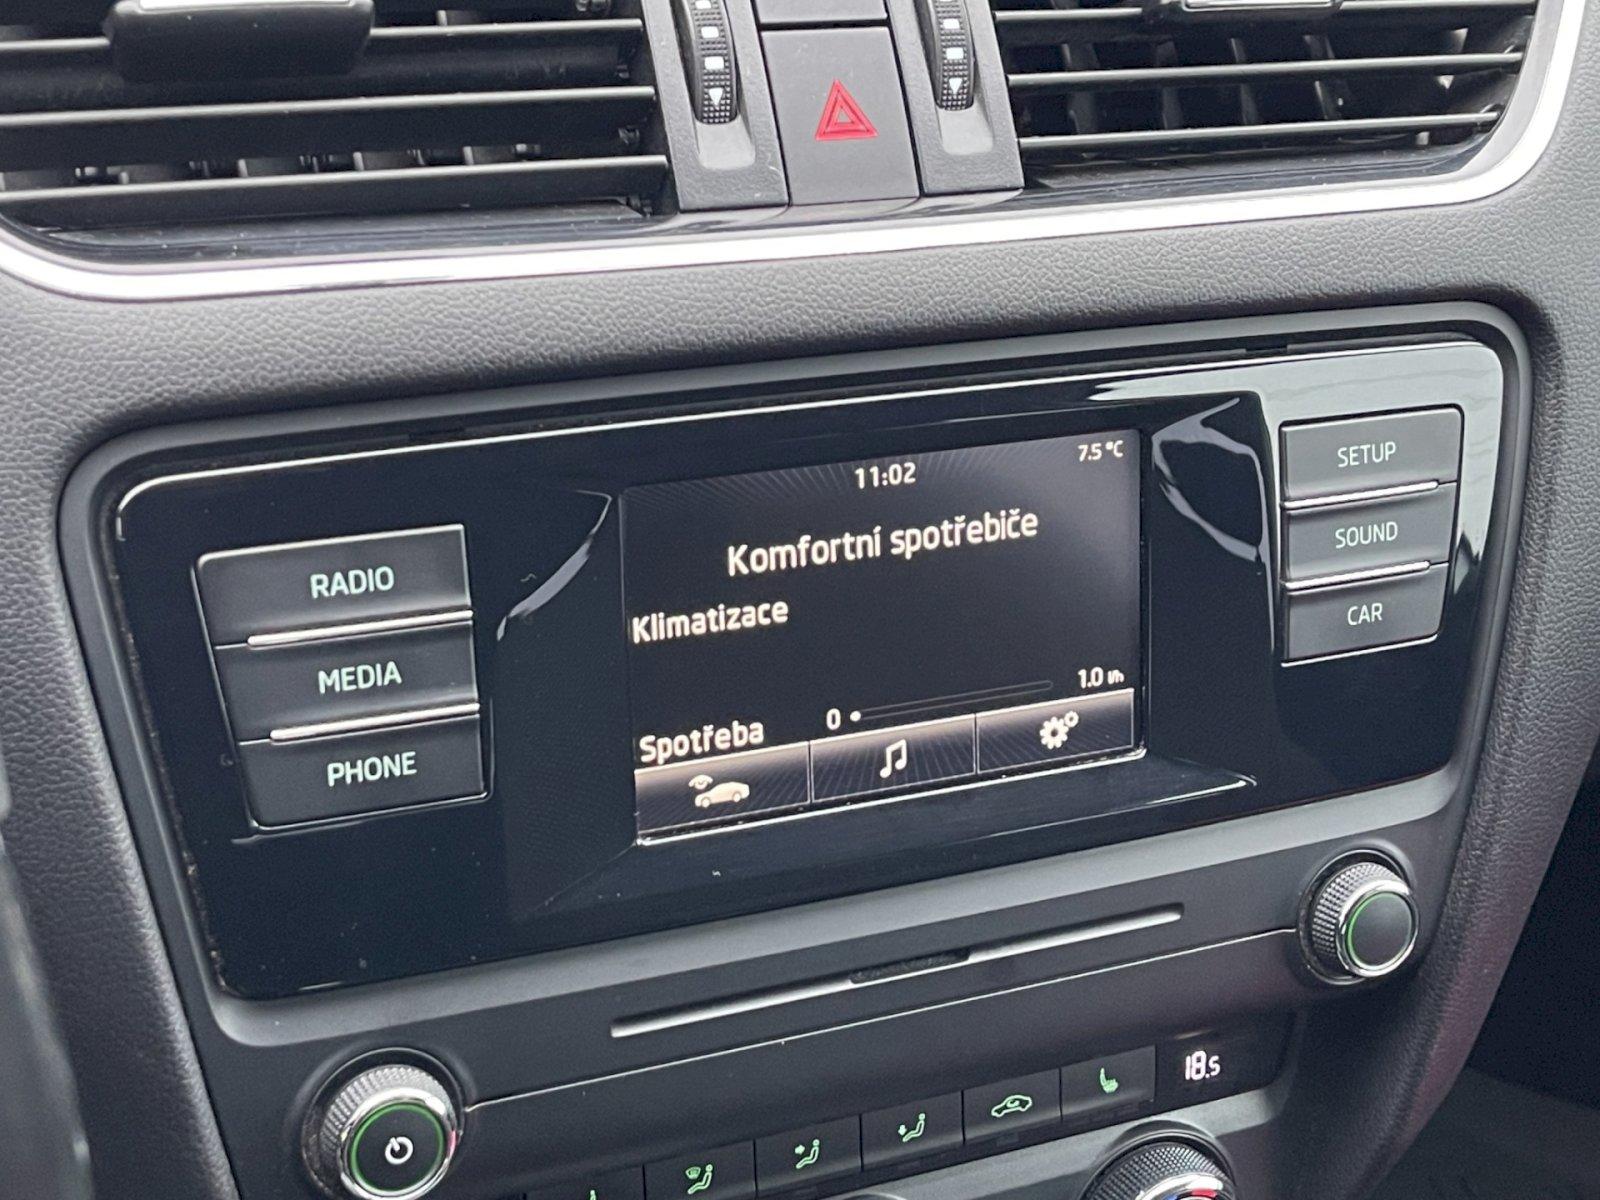 11:02
7.5 °C
Komfortní spotřebiče
Klimatizace
Spotřeba 0 1.0 l/h
RADIO
MEDIA
PHONE
SETUP
SOUND
CAR
18.5